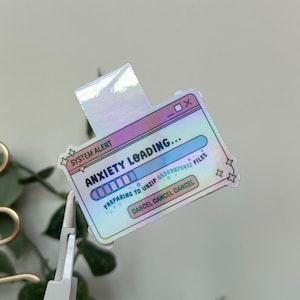 SYSTEM ALERT
ANXIETY LOADING...
PREPARING TO UNZIP FILES
CANCEL CANCEL CANCEL